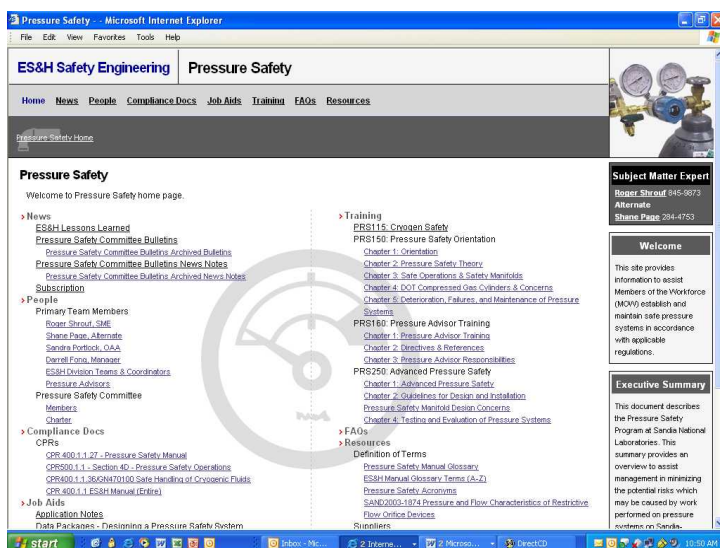 Pressure Safety - - Microsoft Internet Explorer
File Edit View Favorites Tools Help
ES&H Safety Engineering Pressure Safety
Home News People Compliance Docs Job Aids Training FAQs Resources
Pressure Safety Home
Pressure Safety
Welcome to Pressure Safety home page.
News
ES&H Lessons Learned
Pressure Safety Committee Bulletins
Pressure Safety Committee Bulletins Archived Bulletins
Pressure Safety Committee Bulletins News Notes
Pressure Safety Committee Bulletins Archived News Notes
Subscription
People
Primary Team Members
Roger Shrouf, SME
Shane Page, Alternate
Sandra Portlock, OAA
Darrell Fong, Manager
ES&H Division Teams & Coordinators
Pressure Advisors
Pressure Safety Committee
Members
Charter
Compliance Docs
CPRs
CPR 400.1.1.27 - Pressure Safety Manual
CPR500.1.1 - Section 4D - Pressure Safety Operations
CPR 400.1.1.36/GN470100 Safe Handling of Cryogenic Fluids
CPR 400.1.1 ES&H Manual (Entire)
Job Aids
Application Notes
Data Packages - Designing a Pressure Safety System
Training
PRS115: Cryogen Safety
PRS150: Pressure Safety Orientation
Chapter 1: Orientation
Chapter 2: Pressure Safety Theory
Chapter 3: Safe Operations & Safety Manifolds
Chapter 4: DOT Compressed Gas Cylinders & Concerns
Chapter 5: Deterioration, Failures, and Maintenance of Pressure
Systems
PRS160: Pressure Advisor Training
Chapter 1: Pressure Advisor Training
Chapter 2: Directives & References
Chapter 3: Pressure Advisor Responsibilities
PRS250: Advanced Pressure Safety
Chapter 1: Advanced Pressure Safety
Chapter 2: Guidelines for Design and Installation
Pressure Safety Manifold Design Concerns
Chapter 4: Testing and Evaluation of Pressure Systems
FAQs
Resources
Definition of Terms
Pressure Safety Manual Glossary
ES&H Manual Glossary Terms (A-Z)
Pressure Safety Acronyms
SAND2003-1874 Pressure and Flow Characteristics of Restrictive
Flow Orifice Devices
Suppliers
Subject Matter Expert
Roger Shrouf 845-9873
Alternate
Shane Page 284-4753
Welcome
This site provides
information to assist
Members of the Workforce
(MOW) establish and
maintain safe pressure
systems in accordance
with applicable
regulations.
Executive Summary
This document describes
the Pressure Safety
Program at Sandia National
Laboratories. This
summary provides an
overview to assist
management in minimizing
the potential risks which
may be caused by work
performed on pressure
systems on Sandia-
start Inbox - Mic... 2 Interne... 2 Microso... DirectCD 10:50 AM